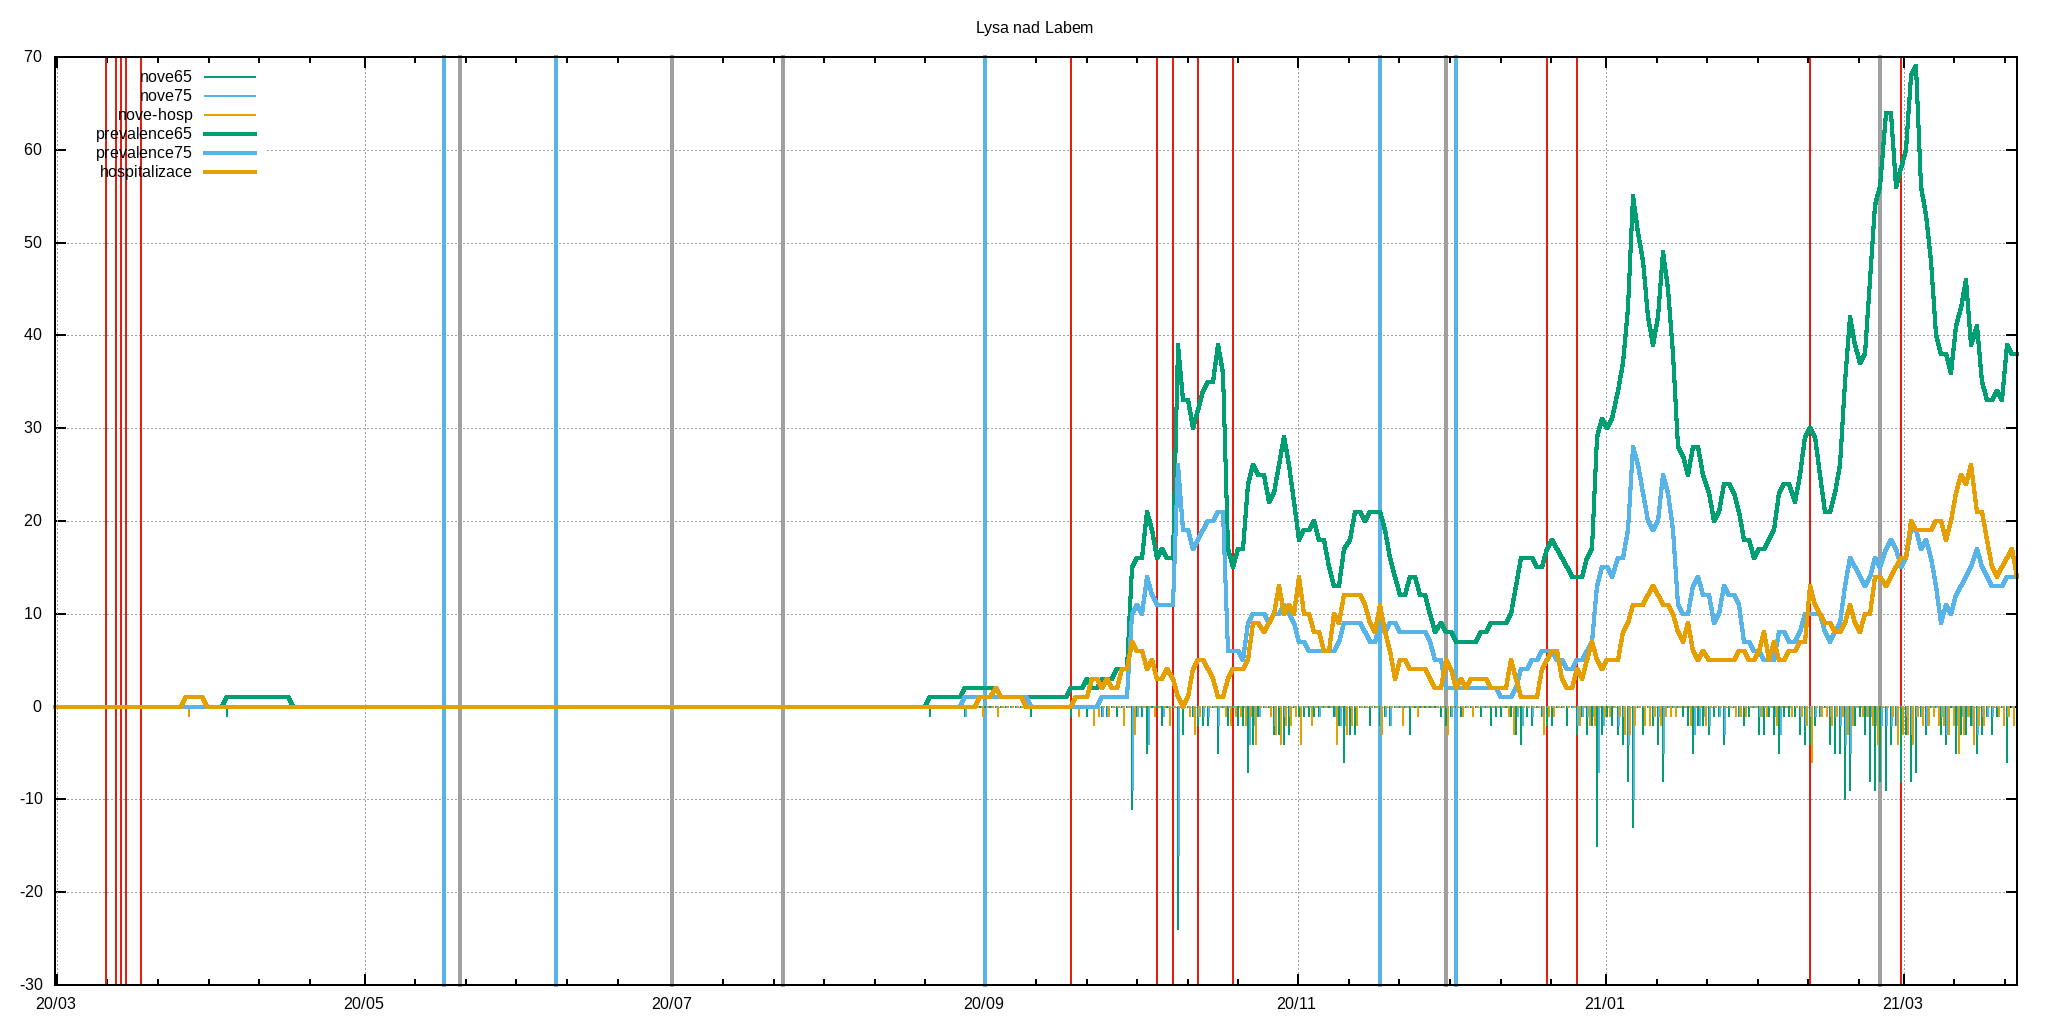 Lysa nad Labem
70
60
50
40
30
20
10
0
-10
-20
-30
nove65
nove75
nove-hosp
prevalence65
prevalence75
hospitalizace
20/03 20/05 20/07 20/09 20/11 21/01 21/03